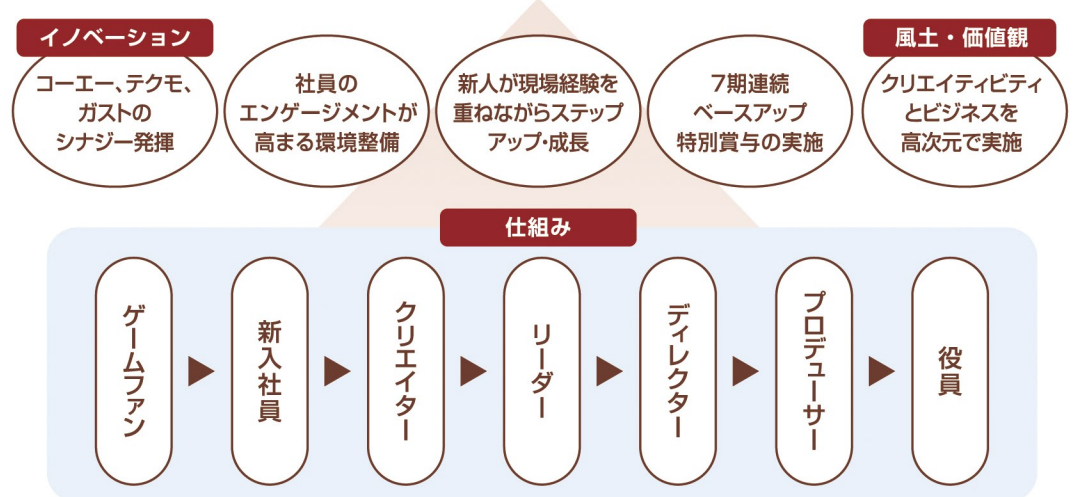 イノベーション
コーエー、テクモ、
ガストの
シナジー発揮
社員の
エンゲージメントが
高まる環境整備
新人が現場経験を
重ねながらステップ
アップ・成長
7期連続
ベースアップ
特別賞与の実施
風土・価値観
クリエイティビティ
とビジネスを
高次元で実施
仕組み
ゲームファン
新入社員
クリエイター
リーダー
ディレクター
プロデューサー
役員